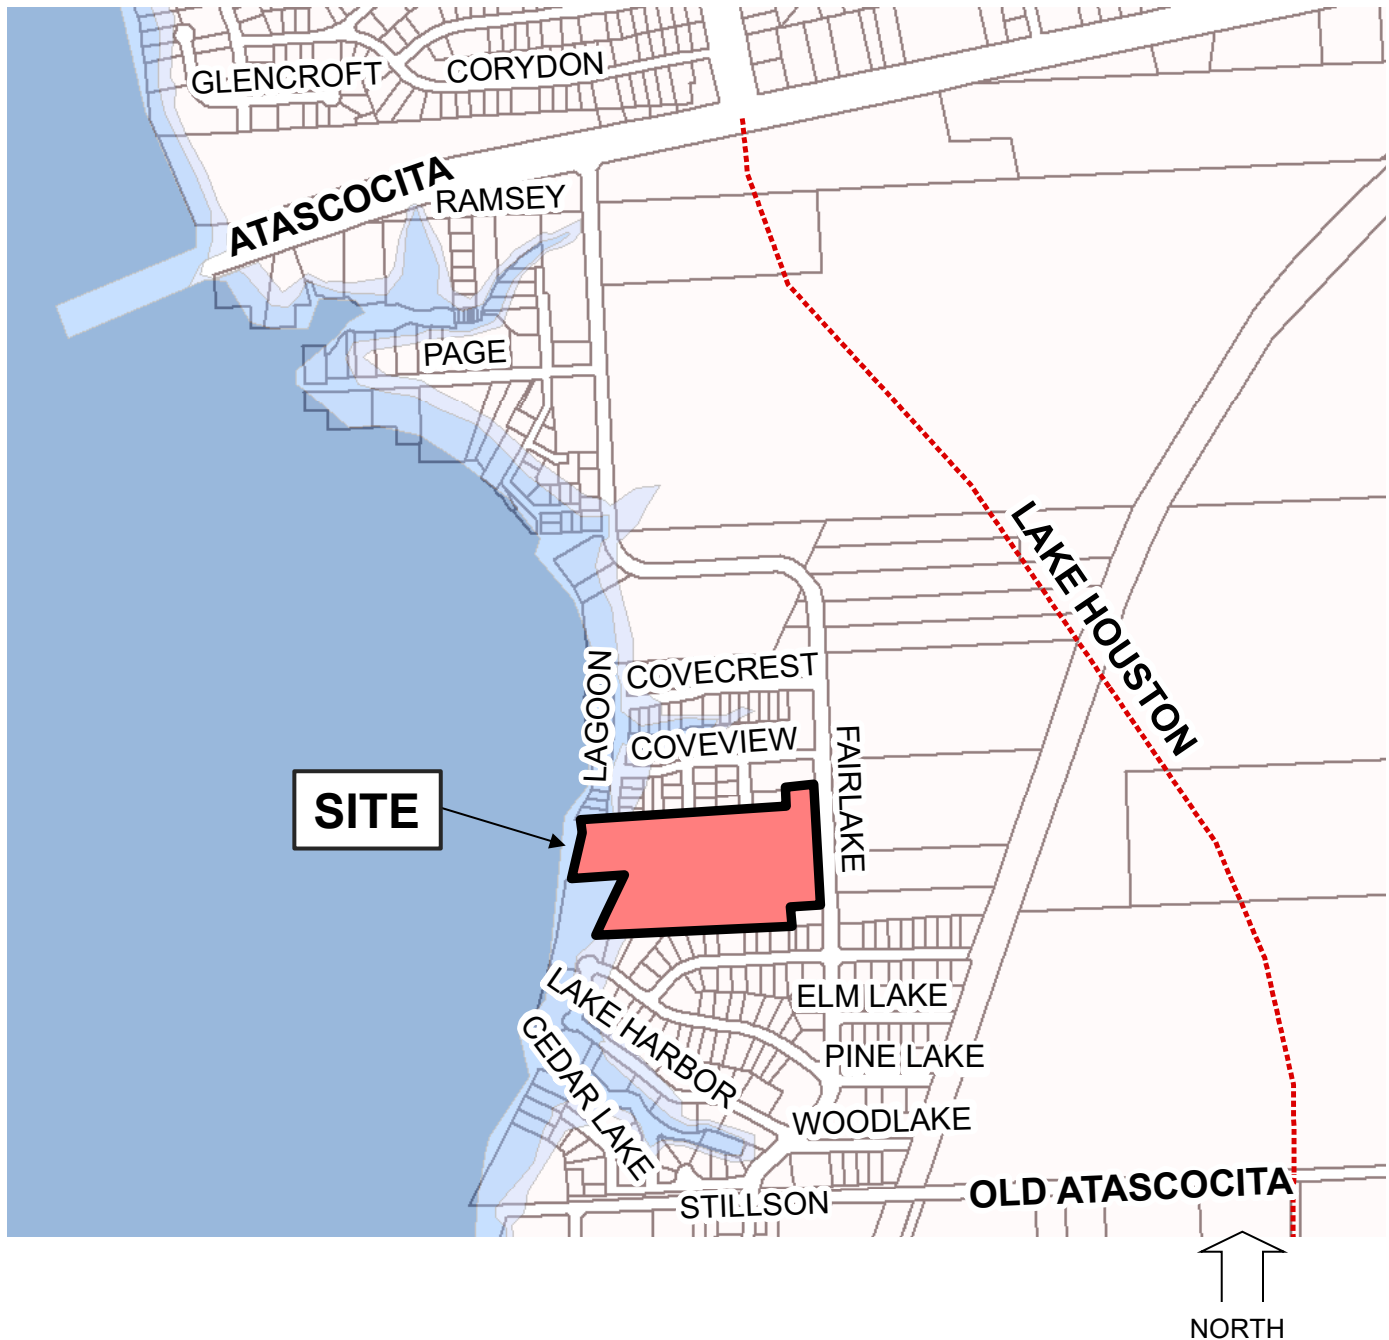 GLENCROFT
CORYDON
ATASCOCITA
RAMSEY
PAGE
LAKE HOUSTON
LAGOON
COVECREST
COVEVIEW
FAIRLAKE
SITE
LAKE HARBOR
ELM LAKE
CEDAR LAKE
PINE LAKE
WOODLAKE
STILLSON
OLD ATASCOCITA
NORTH